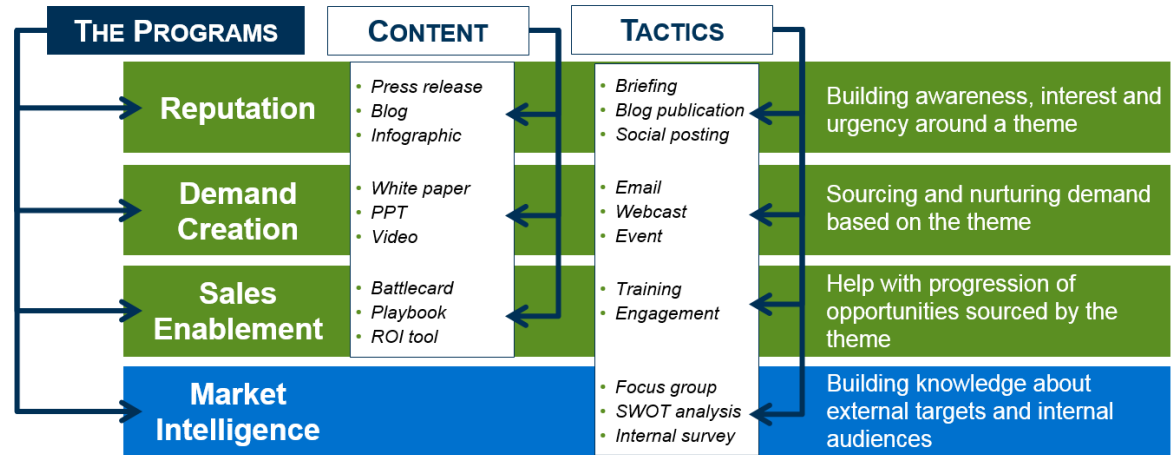 THE PROGRAMS
CONTENT
TACTICS
Reputation
• Press release
• Blog
• Infographic
• Briefing
• Blog publication
• Social posting
Building awareness, interest and
urgency around a theme
Demand
Creation
• White paper
• PPT
• Video
• Email
• Webcast
• Event
Sourcing and nurturing demand
based on the theme
Sales
Enablement
• Battlecard
• Playbook
• ROI tool
• Training
• Engagement
Help with progression of
opportunities sourced by the
theme
Market
Intelligence
• Focus group
• SWOT analysis
• Internal survey
Building knowledge about
external targets and internal
audiences